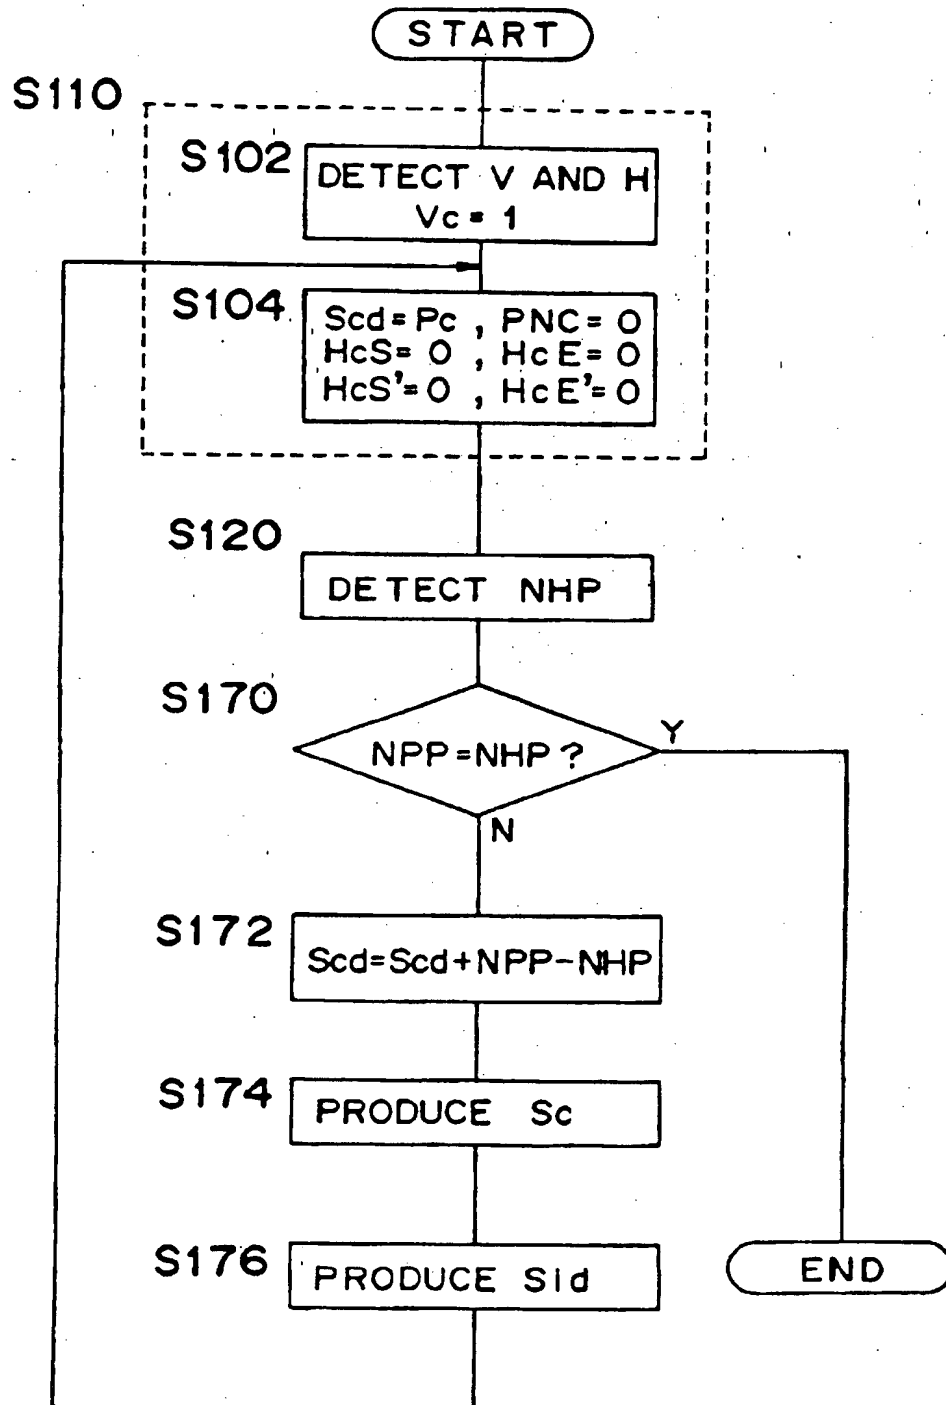 START
S110
S102
DETECT V AND H
Vc = 1
S104
Scd=Pc , PNC= 0
HcS= 0 , HcE= 0
HcS'= 0 , HcE'= 0
S120
DETECT NHP
S170
NPP=NHP ?
Y
N
S172
Scd=Scd+NPP-NHP
S174
PRODUCE Sc
S176
PRODUCE Sid
END